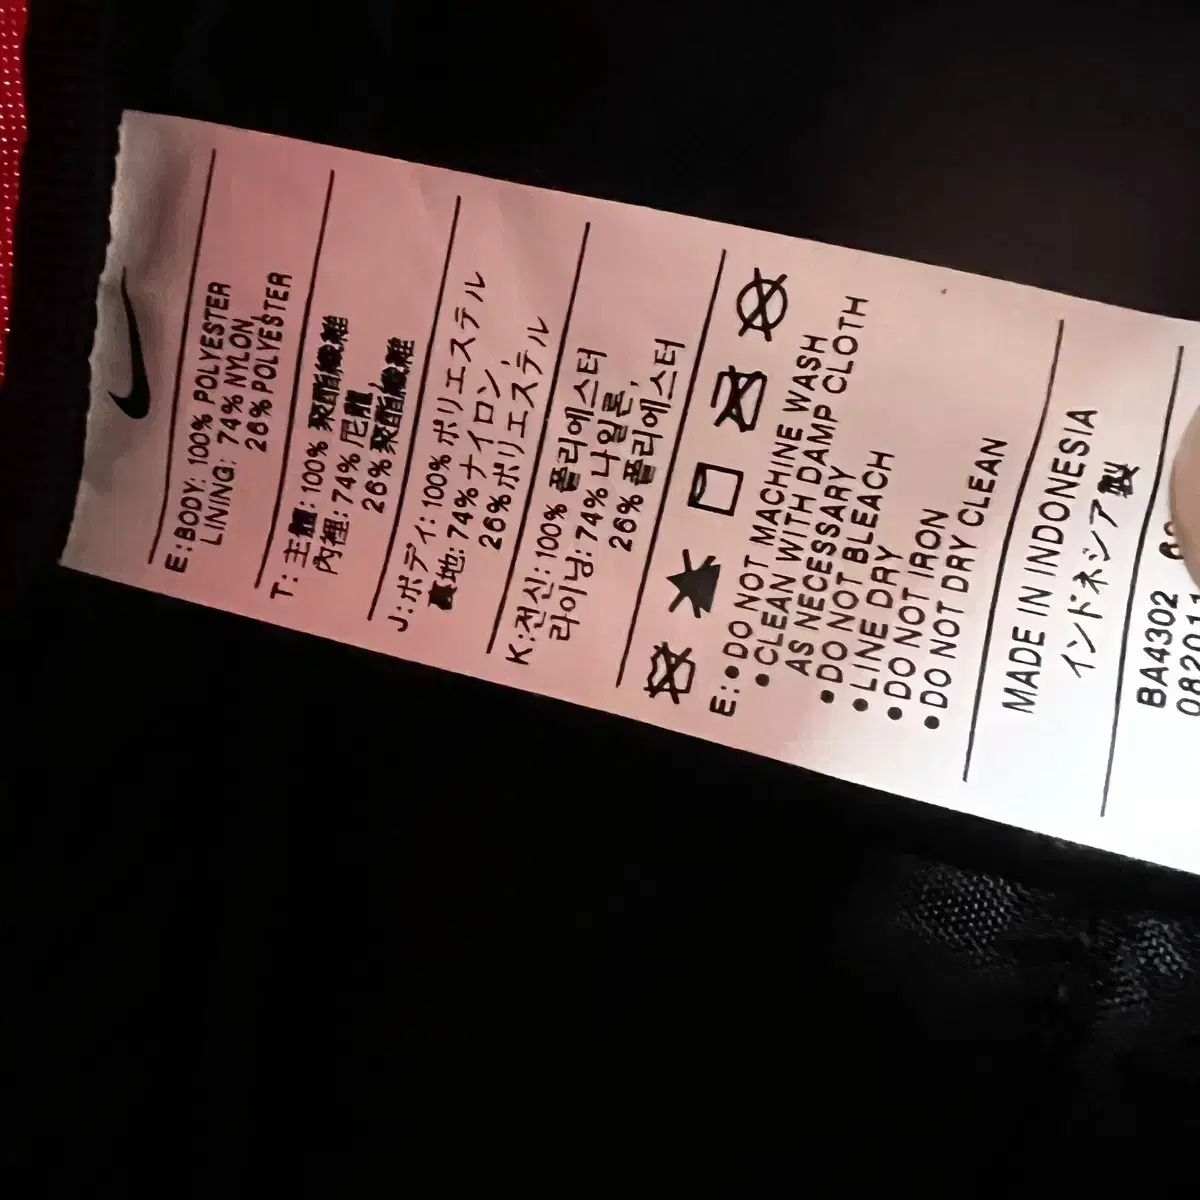 E: BODY: 100% POLYESTER
LINING: 74% NYLON,
26% POLYESTER
T: 主體: 100% 聚酯纖維
內裡: 74% 尼龍,
26% 聚酯纖維
J: ボディ: 100% ポリエステル
裏地: 74% ナイロン,
26% ポリエステル
K: 전신: 100% 폴리에스터
라이닝: 74% 나일론,
26% 폴리에스터
E: •DO NOT MACHINE WASH
•CLEAN WITH DAMP CLOTH
AS NECESSARY
•DO NOT BLEACH
•LINE DRY
•DO NOT IRON
•DO NOT DRY CLEAN
MADE IN INDONESIA
インドネシア製
BA4302